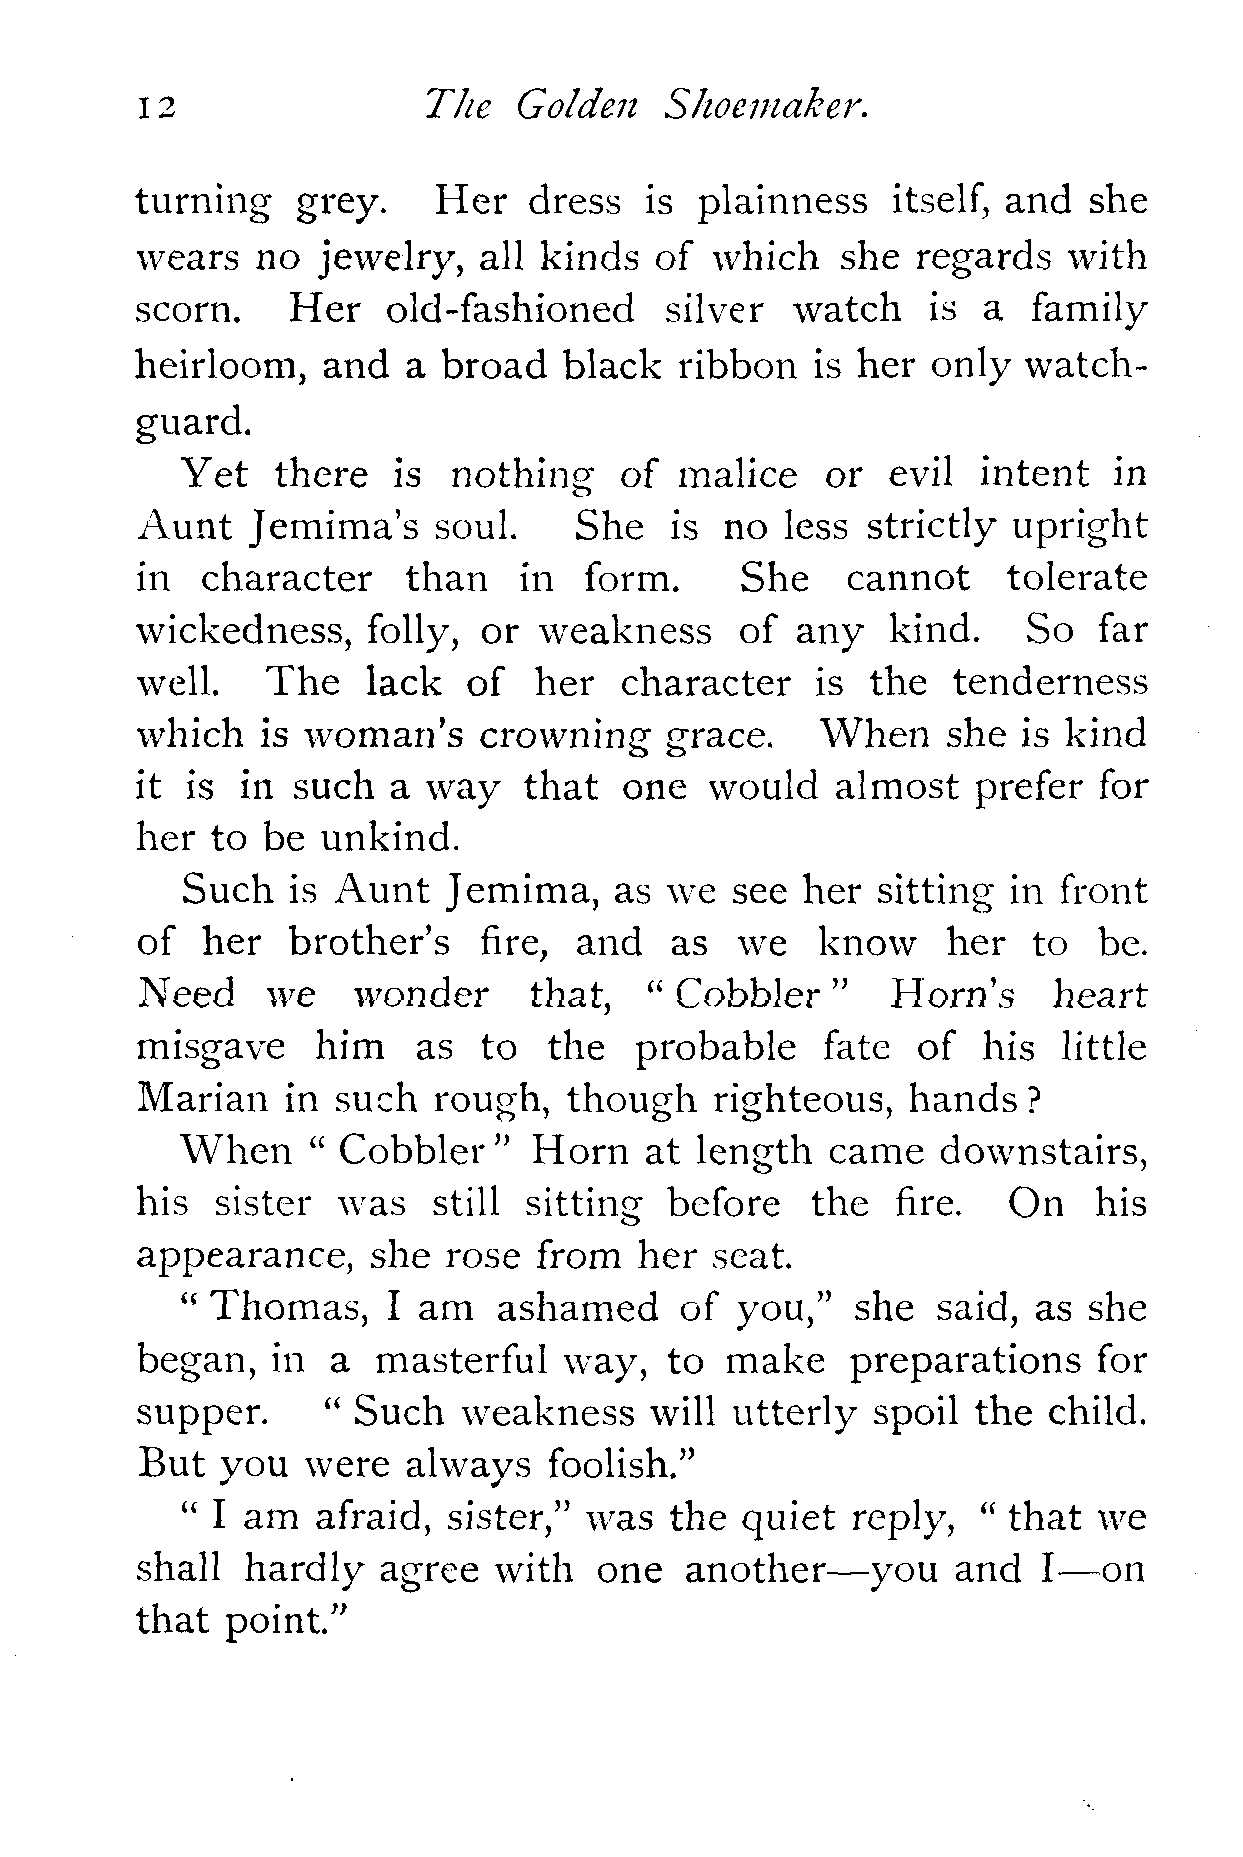 12 The Golden Shoemaker.
turning grey. Her dress is plainness itself, and she
wears no jewelry, all kinds of which she regards with
scorn. Her old-fashioned silver watch is a family
heirloom, and a broad black ribbon is her only watch-
guard.
Yet there is nothing of malice or evil intent in
Aunt Jemima's soul. She is no less strictly upright
in character than in form. She cannot tolerate
wickedness, folly, or weakness of any kind. So far
well. The lack of her character is the tenderness
which is woman's crowning grace. When she is kind
it is in such a way that one would almost prefer for
her to be unkind.
Such is Aunt Jemima, as we see her sitting in front
of her brother's fire, and as we know her to be.
Need we wonder that, “ Cobbler ” Horn's heart
misgave him as to the probable fate of his little
Marian in such rough, though righteous, hands ?
When “ Cobbler ” Horn at length came downstairs,
his sister was still sitting before the fire. On his
appearance, she rose from her seat.
“ Thomas, I am ashamed of you,” she said, as she
began, in a masterful way, to make preparations for
supper. “ Such weakness will utterly spoil the child.
But you were always foolish.”
“ I am afraid, sister,” was the quiet reply, “ that we
shall hardly agree with one another—you and I—on
that point.”